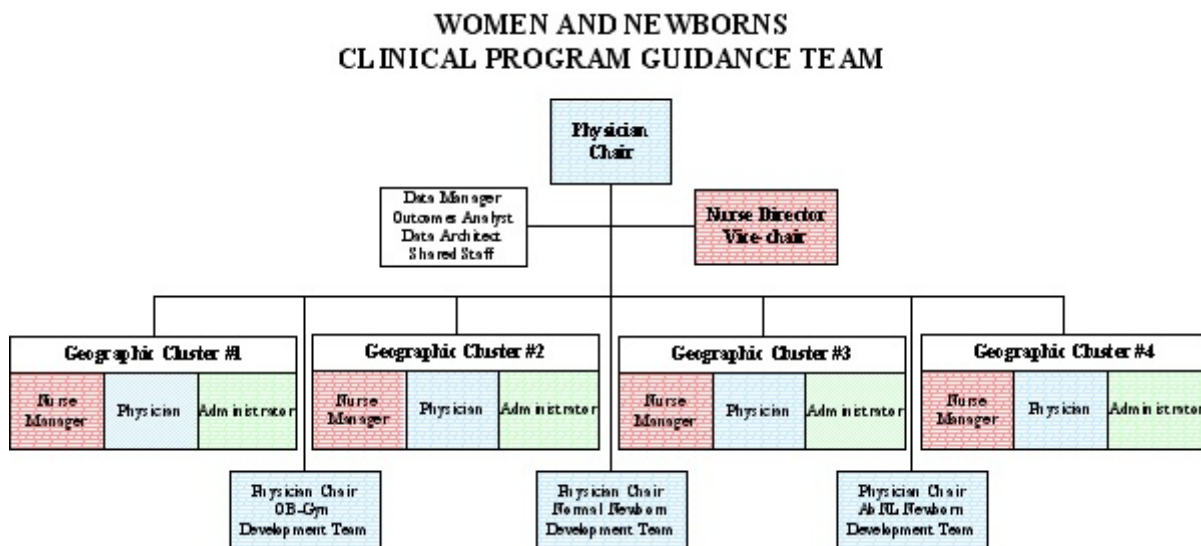 WOMEN AND NEWBORNS
CLINICAL PROGRAM GUIDANCE TEAM
Physician
Chair
Data Manager
Outcomes Analyst
Data Architect
Shared Staff
Nurse Director
Vice-chair
Geographic Cluster #1
Nurse
Manager
Physician
Administrator
Geographic Cluster #2
Nurse
Manager
Physician
Administrator
Geographic Cluster #3
Nurse
Manager
Physician
Administrator
Geographic Cluster #4
Nurse
Manager
Physician
Administrator
Physician Chair
OB-Gyn
Development Team
Physician Chair
Normal Newborn
Development Team
Physician Chair
AbNL Newborn
Development Team